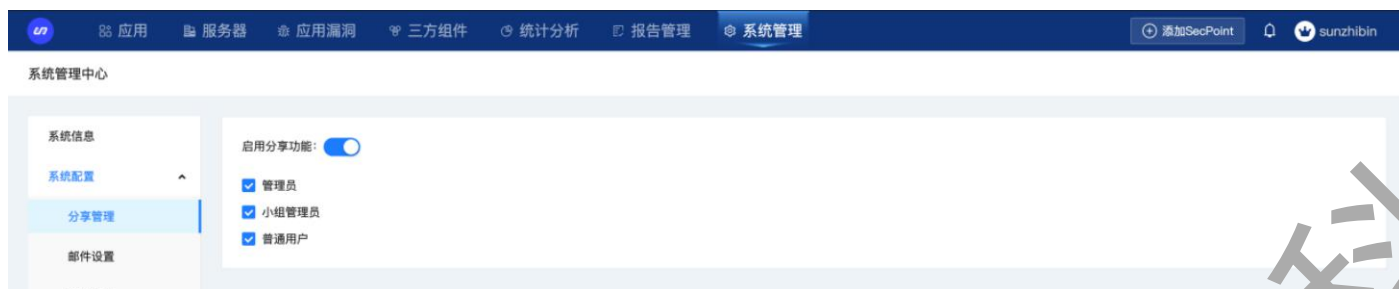 应用 服务器 应用漏洞 三方组件 统计分析 报告管理 系统管理 添加SecPoint sunzhibin
系统管理中心
系统信息
启用分享功能:
系统配置
管理员
分享管理
小组管理员
普通用户
邮件设置